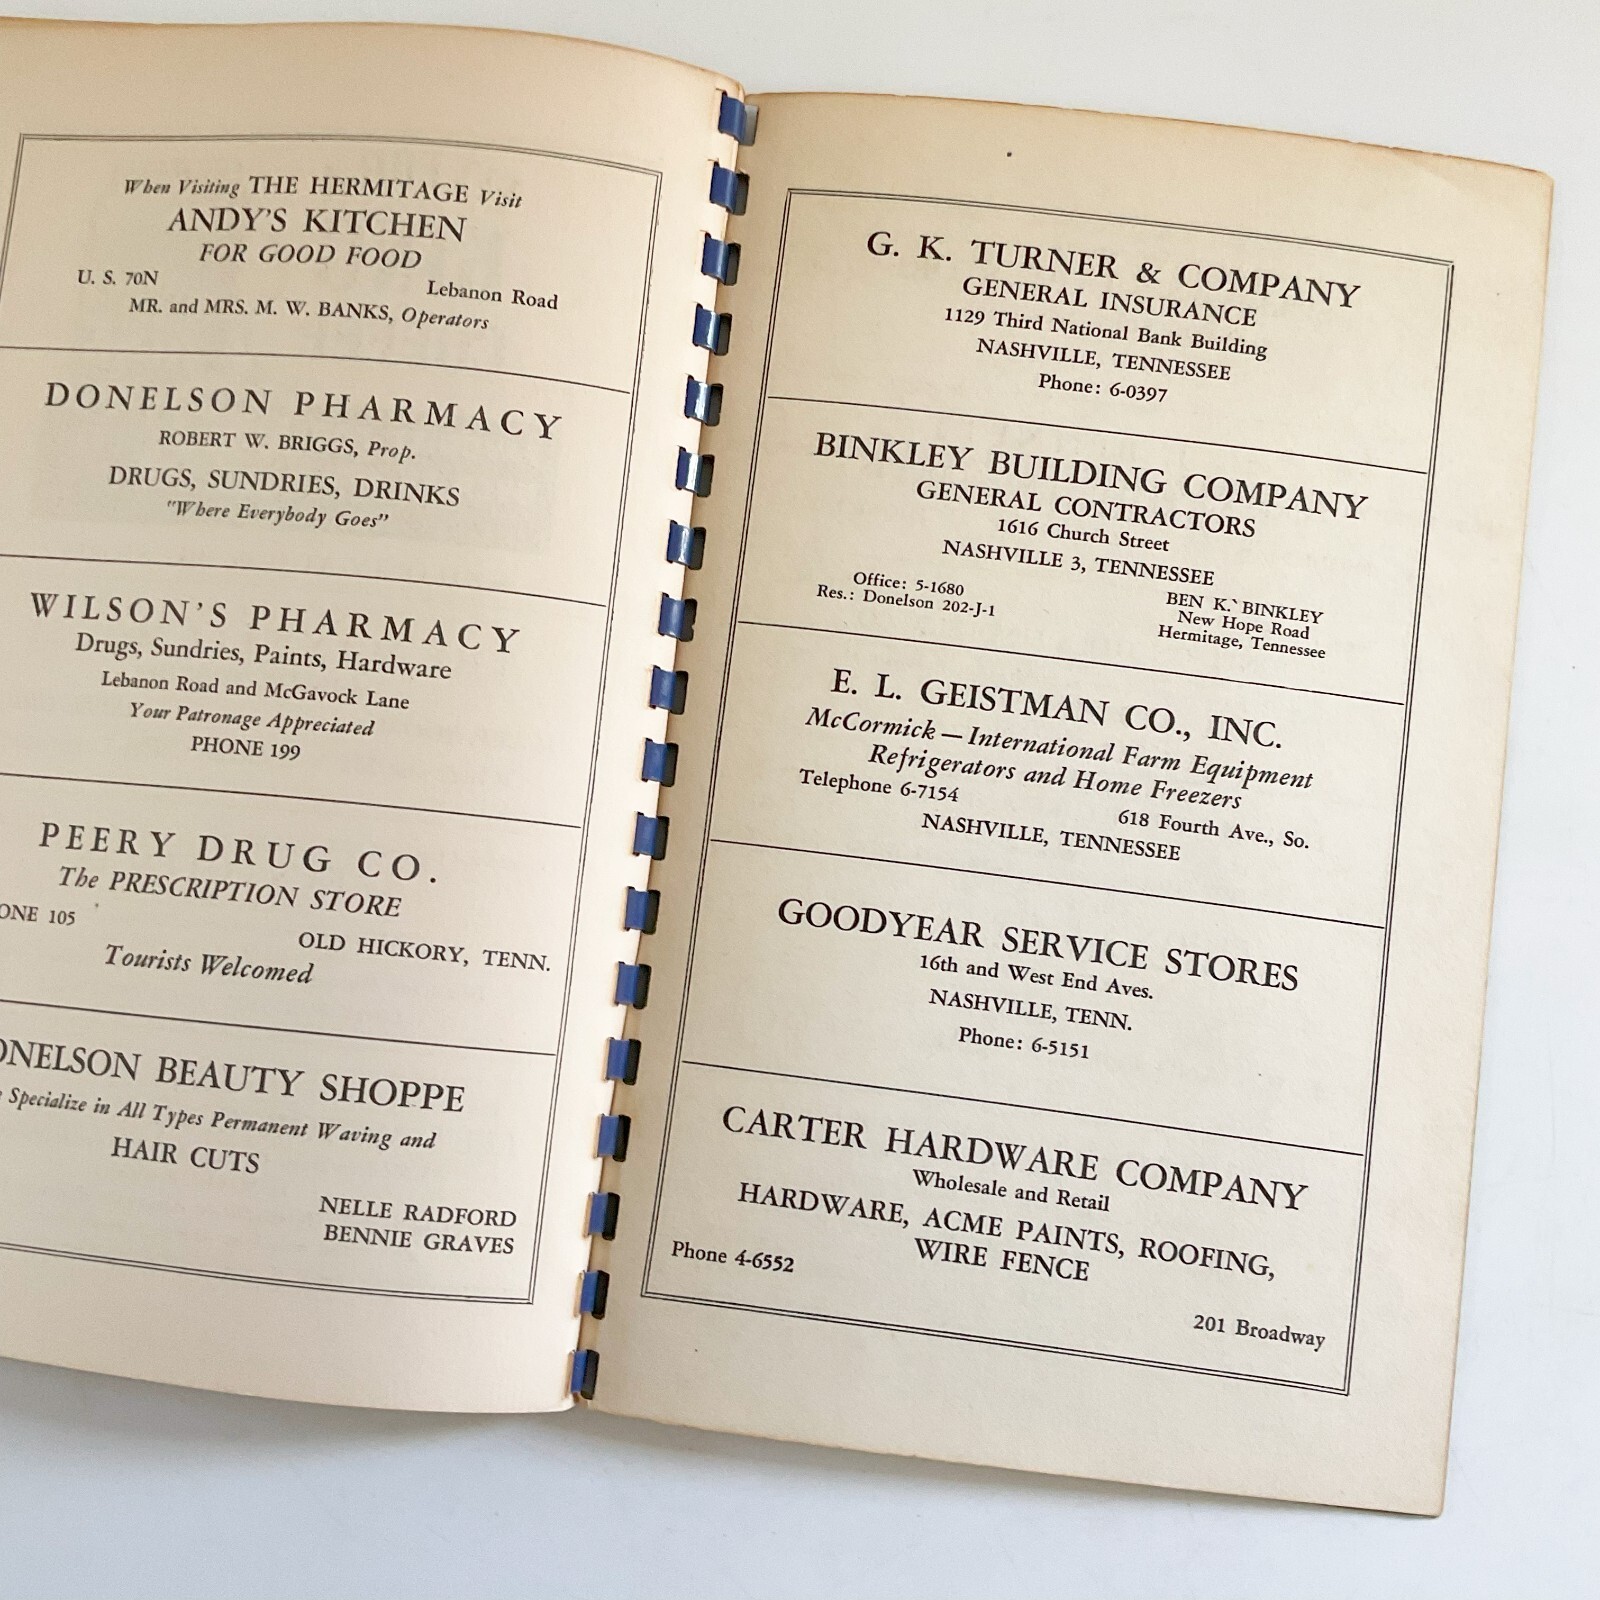 When Visiting THE HERMITAGE Visit
ANDY'S KITCHEN
FOR GOOD FOOD
U. S. 70N Lebanon Road
MR. and MRS. M. W. BANKS, Operators
DONELSON PHARMACY
ROBERT W. BRIGGS, Prop.
DRUGS, SUNDRIES, DRINKS
"Where Everybody Goes"
WILSON'S PHARMACY
Drugs, Sundries, Paints, Hardware
Lebanon Road and McGavock Lane
Your Patronage Appreciated
PHONE 199
PEERY DRUG CO.
The PRESCRIPTION STORE
ONE 105 OLD HICKORY, TENN.
Tourists Welcomed
ONELSON BEAUTY SHOPPE
Specialize in All Types Permanent Waving and
HAIR CUTS
NELLE RADFORD
BENNIE GRAVES
G. K. TURNER & COMPANY
GENERAL INSURANCE
1129 Third National Bank Building
NASHVILLE, TENNESSEE
Phone: 6-0397
BINKLEY BUILDING COMPANY
GENERAL CONTRACTORS
1616 Church Street
NASHVILLE 3, TENNESSEE
Office: 5-1680
Res.: Donelson 202-J-1
BEN K. BINKLEY
New Hope Road
Hermitage, Tennessee
E. L. GEISTMAN CO., INC.
McCormick — International Farm Equipment
Refrigerators and Home Freezers
Telephone 6-7154 618 Fourth Ave., So.
NASHVILLE, TENNESSEE
GOODYEAR SERVICE STORES
16th and West End Aves.
NASHVILLE, TENN.
Phone: 6-5151
CARTER HARDWARE COMPANY
Wholesale and Retail
HARDWARE, ACME PAINTS, ROOFING,
WIRE FENCE
Phone 4-6552 201 Broadway